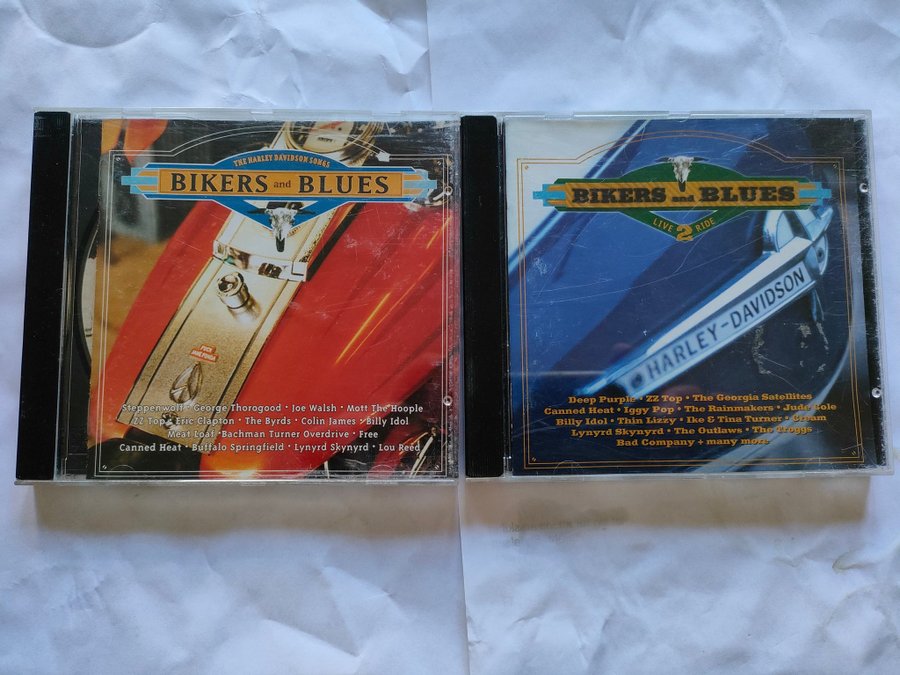 THE HARLEY DAVIDSON SONGS
BIKERS and BLUES
FUCK
JANE FONDA
Steppenwolf • George Thorogood • Joe Walsh • Mott The Hoople
ZZ Top • Eric Clapton • The Byrds • Colin James • Billy Idol
Meat Loaf • Bachman Turner Overdrive • Free
Canned Heat • Buffalo Springfield • Lynyrd Skynyrd • Lou Reed
BIKERS and BLUES
LIVE 2 RIDE
HARLEY-DAVIDSON
Deep Purple • ZZ Top • The Georgia Satellites
Canned Heat • Iggy Pop • The Rainmakers • Jude Cole
Billy Idol • Thin Lizzy • Ike & Tina Turner • Cream
Lynyrd Skynyrd • The Outlaws • The Troggs
Bad Company + many more